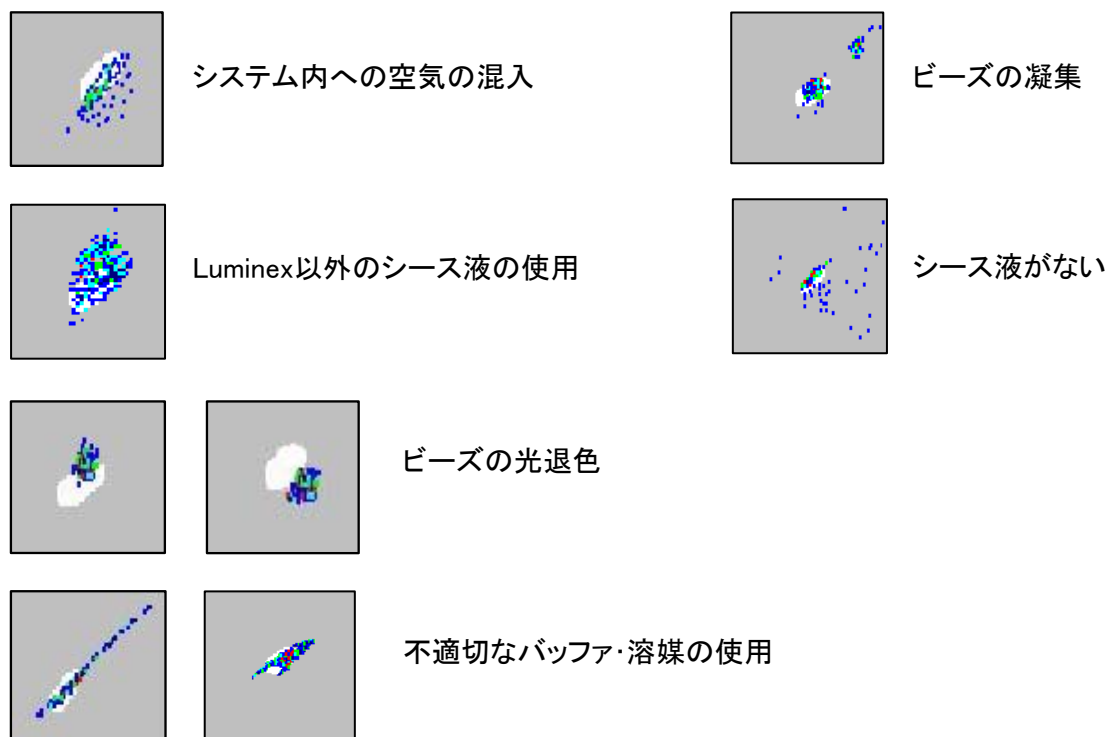 システム内への空気の混入
ビーズの凝集
Luminex以外のシース液の使用
シース液がない
ビーズの光退色
不適切なバッファ・溶媒の使用